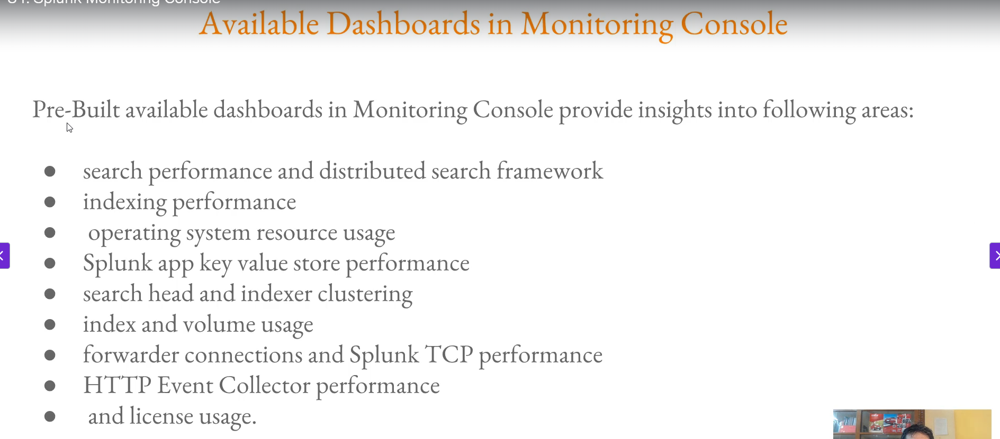 Splunk Monitoring Console
Available Dashboards in Monitoring Console
Pre-Built available dashboards in Monitoring Console provide insights into following areas:
● search performance and distributed search framework
● indexing performance
● operating system resource usage
● Splunk app key value store performance
● search head and indexer clustering
● index and volume usage
● forwarder connections and Splunk TCP performance
● HTTP Event Collector performance
● and license usage.